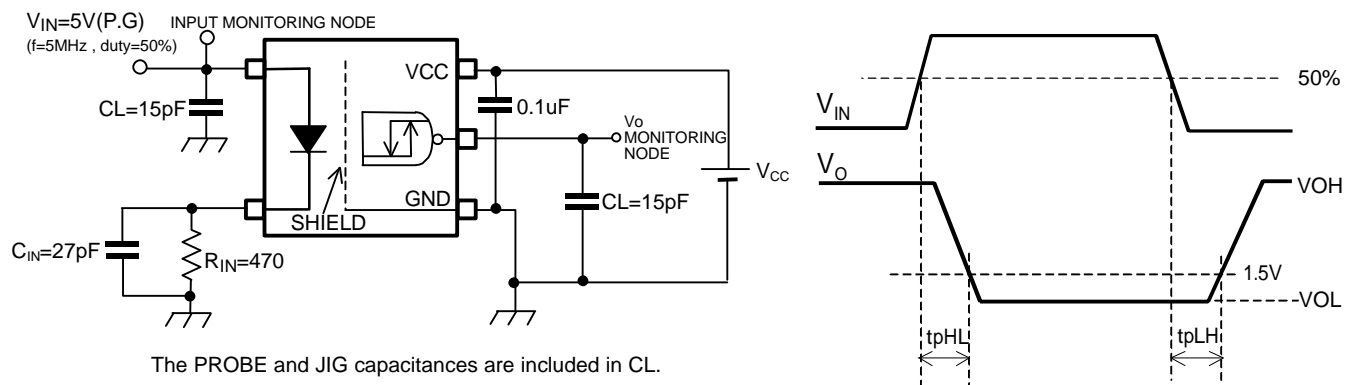 VIN=5V(P.G)
(f=5MHz , duty=50%)
INPUT MONITORING NODE
CL=15pF
CIN=27pF
RIN=470
SHIELD
VCC
GND
0.1uF
Vo
MONITORING
NODE
CL=15pF
VCC
The PROBE and JIG capacitances are included in CL.
50%
VIN
VO
VOH
1.5V
VOL
tpHL
tpLH